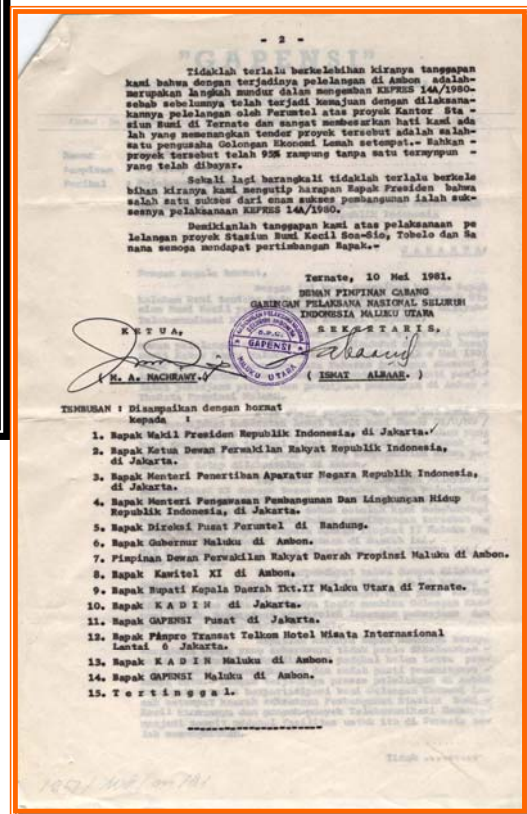 - 2 -
Tidaklah terlalu berkelebihan kiranya tanggapan
kami bahwa dengan terjadinya pelelangan di Ambon adalah-
merupakan langkah mundur dalam mengemban KEPRES 14A/1980-
sebab sebelumnya telah terjadi kemajuan dengan dilaksana-
kannya pelelangan oleh Perumtel atas proyek Kantor Sta -
siun Bumi di Ternate dan sangat membesarkan hati kami ada
lah yang memenangkan tender proyek tersebut adalah salah-
satu pengusaha Golongan Ekonomi Lemah setempat.- Bahkan -
proyek tersebut telah 95% rampung tanpa satu termynpun -
yang telah dibayar.
Sekali lagi barangkali tidaklah terlalu berkele
bihan kiranya kami mengutip harapan Bapak Presiden bahwa
salah satu sukses dari enam sukses pembangunan ialah suk-
sesnya pelaksanaan KEPRES 14A/1980.
Demikianlah tanggapan kami atas pelaksanaan pe
lelangan proyek Stasiun Bumi Kecil Soa-Sio, Tobelo dan Sa
nana semoga mendapat pertimbangan Bapak.-
Ternate, 10 Mei 1981.
DEWAN PIMPINAN CABANG
GABUNGAN PELAKSANA NASIONAL SELURUH
INDONESIA MALUKU UTARA
K E T U A, S E K R E T A R I S,
GAPENSI
MALUKU UTARA
( M. A. NACHRAWY. ) ( ISMAT ALBAAR. )
TEMBUSAN : Disampaikan dengan hormat
kepada :
1. Bapak Wakil Presiden Republik Indonesia, di Jakarta.
2. Bapak Ketua Dewan Perwakilan Rakyat Republik Indonesia,
di Jakarta.
3. Bapak Menteri Penertiban Aparatur Negara Republik Indonesia,
di Jakarta.
4. Bapak Menteri Pengawasan Pembangunan Dan Lingkungan Hidup
Republik Indonesia, di Jakarta.
5. Bapak Direksi Pusat Perumtel di Bandung.
6. Bapak Gubernur Maluku di Ambon.
7. Pimpinan Dewan Perwakilan Rakyat Daerah Propinsi Maluku di Ambon.
8. Bapak Kawitel XI di Ambon.
9. Bapak Bupati Kepala Daerah Tkt.II Maluku Utara di Ternate.
10. Bapak K A D I N di Jakarta.
11. Bapak GAPENSI Pusat di Jakarta.
12. Bapak Pimpro Transat Telkom Hotel Wisata Internasional
Lantai 6 Jakarta.
13. Bapak K A D I N Maluku di Ambon.
14. Bapak GAPENSI Maluku di Ambon.
15. T e r t i n g g a l.